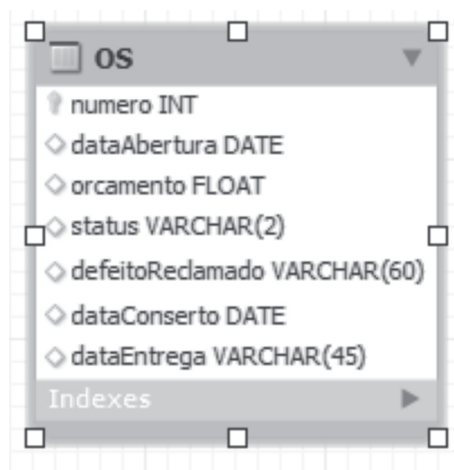 OS
numero INT
dataAbertura DATE
orcamento FLOAT
status VARCHAR(2)
defeitoReclamado VARCHAR(60)
dataConserto DATE
dataEntrega VARCHAR(45)
Indexes